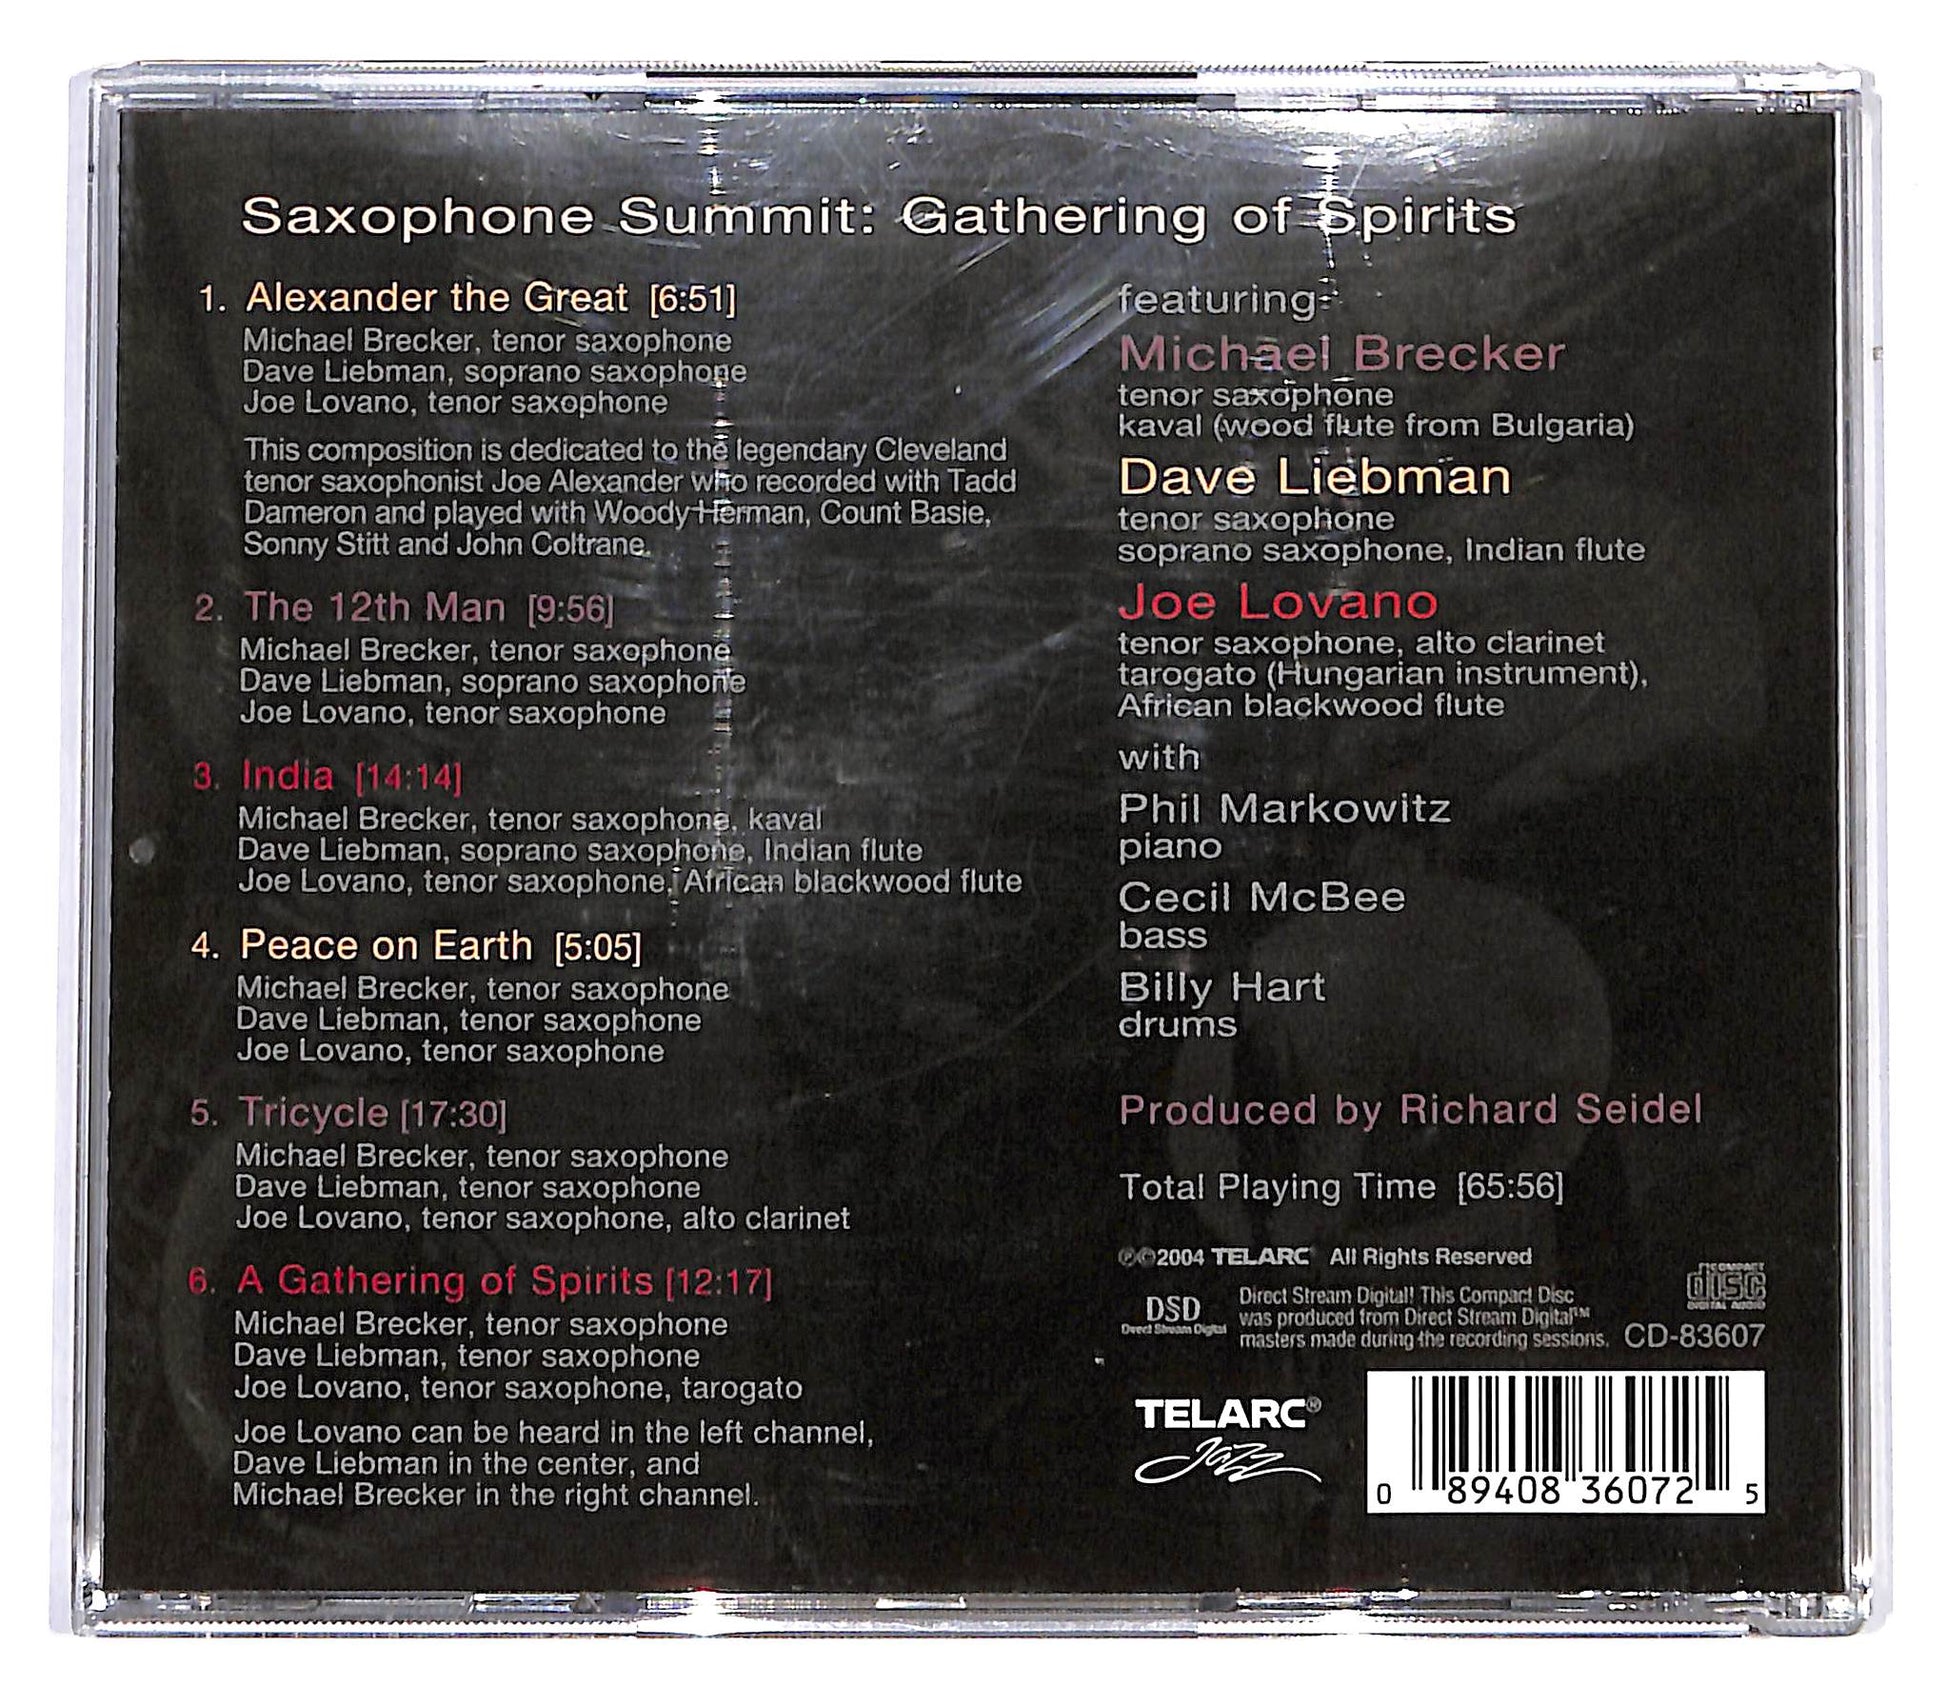 Saxophone Summit: Gathering of Spirits
1. Alexander the Great [6:51]
Michael Brecker, tenor saxophone
Dave Liebman, soprano saxophone
Joe Lovano, tenor saxophone
This composition is dedicated to the legendary Cleveland
tenor saxophonist Joe Alexander who recorded with Tadd
Dameron and played with Woody Herman, Count Basie,
Sonny Stitt and John Coltrane.
2. The 12th Man [9:56]
Michael Brecker, tenor saxophone
Dave Liebman, soprano saxophone
Joe Lovano, tenor saxophone
3. India [14:14]
Michael Brecker, tenor saxophone, kaval
Dave Liebman, soprano saxophone, Indian flute
Joe Lovano, tenor saxophone, African blackwood flute
4. Peace on Earth [5:05]
Michael Brecker, tenor saxophone
Dave Liebman, tenor saxophone
Joe Lovano, tenor saxophone
5. Tricycle [17:30]
Michael Brecker, tenor saxophone
Dave Liebman, tenor saxophone
Joe Lovano, tenor saxophone, alto clarinet
6. A Gathering of Spirits [12:17]
Michael Brecker, tenor saxophone
Dave Liebman, tenor saxophone
Joe Lovano, tenor saxophone, tarogato
Joe Lovano can be heard in the left channel,
Dave Liebman in the center, and
Michael Brecker in the right channel.
featuring
Michael Brecker
tenor saxophone
kaval (wood flute from Bulgaria)
Dave Liebman
tenor saxophone
soprano saxophone, Indian flute
Joe Lovano
tenor saxophone, alto clarinet
tarogato (Hungarian instrument),
African blackwood flute
with
Phil Markowitz
piano
Cecil McBee
bass
Billy Hart
drums
Produced by Richard Seidel
Total Playing Time [65:56]
℗©2004 TELARC® All Rights Reserved
DSD
Direct Stream Digital
Direct Stream Digital! This Compact Disc
was produced from Direct Stream Digital™
masters made during the recording sessions.
COMPACT
disc
DIGITAL AUDIO
CD-83607
TELARC®
Jazz
0 89408 36072 5